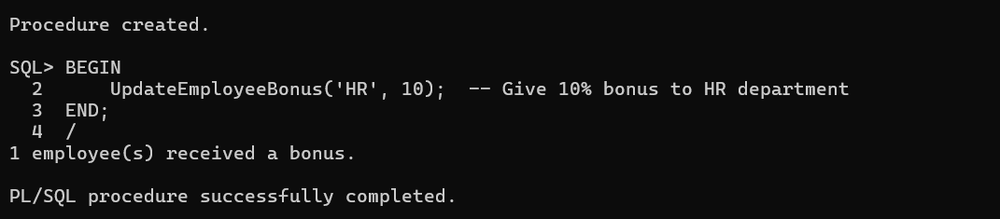 Procedure created.
SQL> BEGIN
  2      UpdateEmployeeBonus('HR', 10);  -- Give 10% bonus to HR department
  3  END;
  4  /
1 employee(s) received a bonus.
PL/SQL procedure successfully completed.